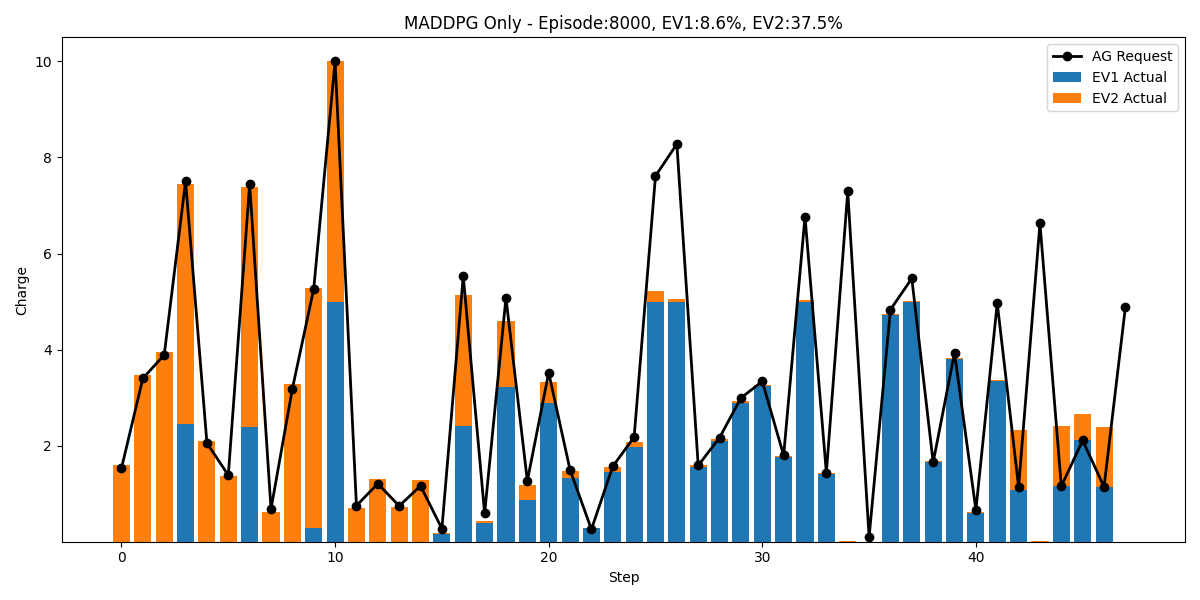 MADDPG Only - Episode:8000, EV1:8.6%, EV2:37.5%
AG Request
EV1 Actual
EV2 Actual
Charge
10
8
6
4
2
0 10 20 30 40
Step